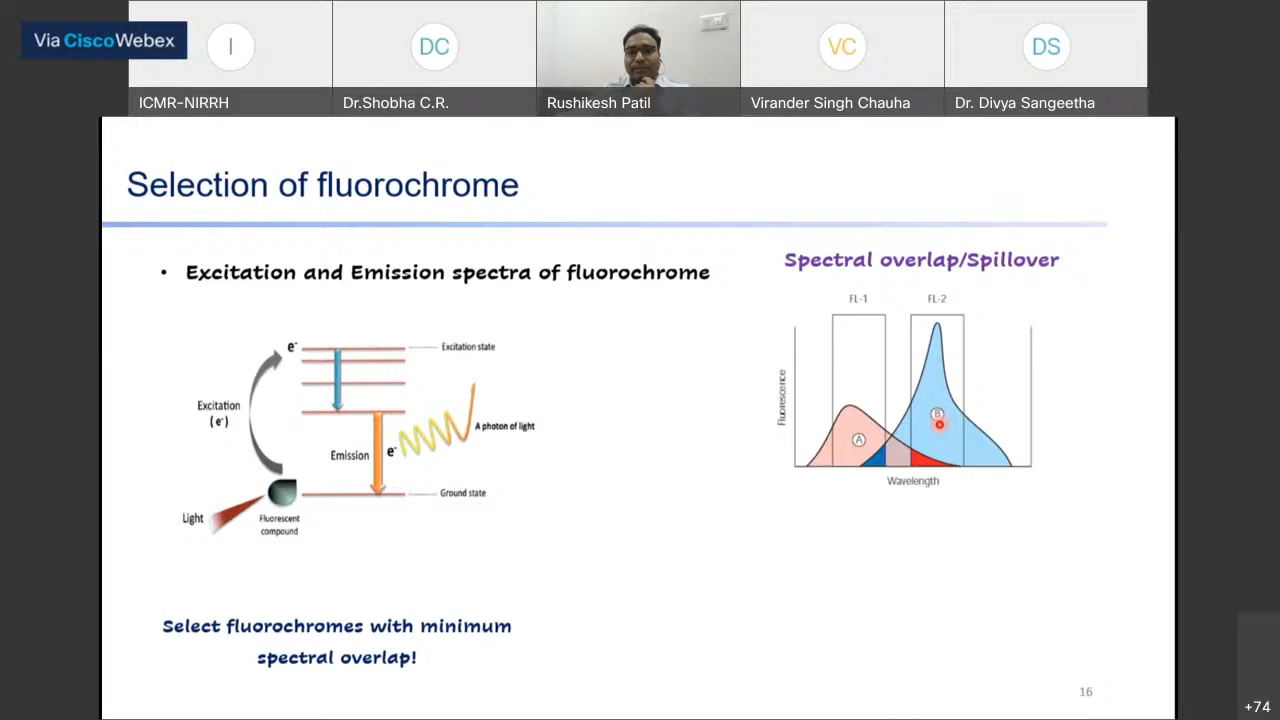 Via Cisco Webex
I
DC
VC
DS
ICMR-NIRRH
Dr.Shobha C.R.
Rushikesh Patil
Virander Singh Chauha
Dr. Divya Sangeetha
Selection of fluorochrome
• Excitation and Emission spectra of fluorochrome
Spectral overlap/Spillover
FL-1
FL-2
Fluorescence
A
B
Wavelength
e-
Excitation state
Excitation
(e-)
A photon of light
Emission
e-
Ground state
Light
Fluorescent
compound
Select fluorochromes with minimum
spectral overlap!
16
+74